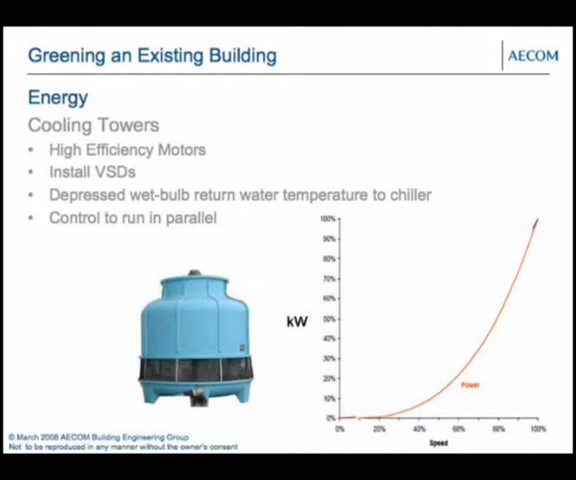 Greening an Existing Building
AECOM
Energy
Cooling Towers
• High Efficiency Motors
• Install VSDs
• Depressed wet-bulb return water temperature to chiller
• Control to run in parallel
100%
90%
80%
70%
60%
50%
40%
30%
20%
10%
0%
kW
Power
0% 20% 40% 60% 80% 100%
Speed
© March 2008 AECOM Building Engineering Group
Not to be reproduced in any manner without the owner's consent